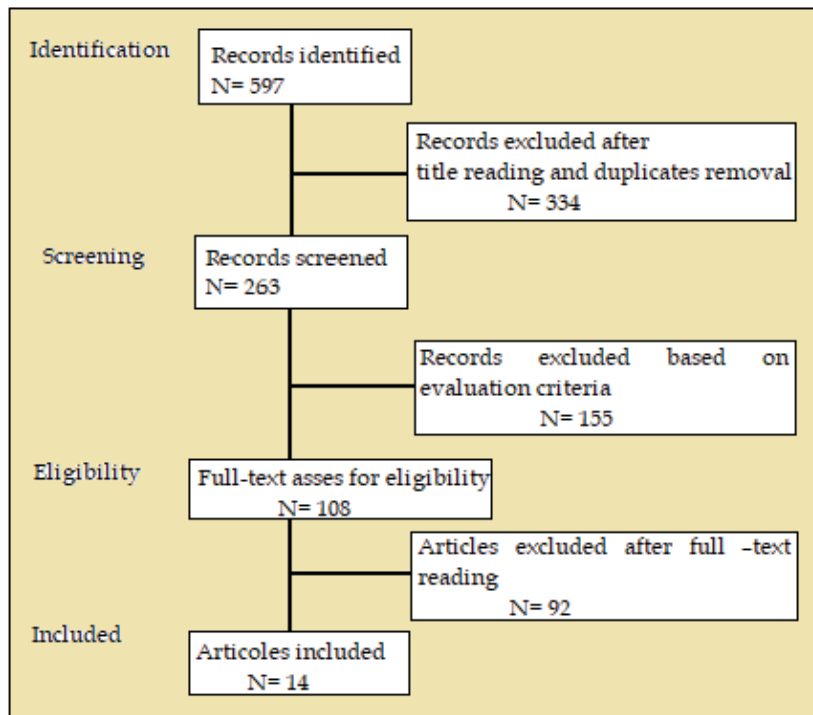 Identification
Records identified
N= 597
Records excluded after
title reading and duplicates removal
N= 334
Screening
Records screened
N= 263
Records excluded based on
evaluation criteria
N= 155
Eligibility
Full-text asses for eligibility
N= 108
Articles excluded after full –text
reading
N= 92
Included
Articoles included
N= 14